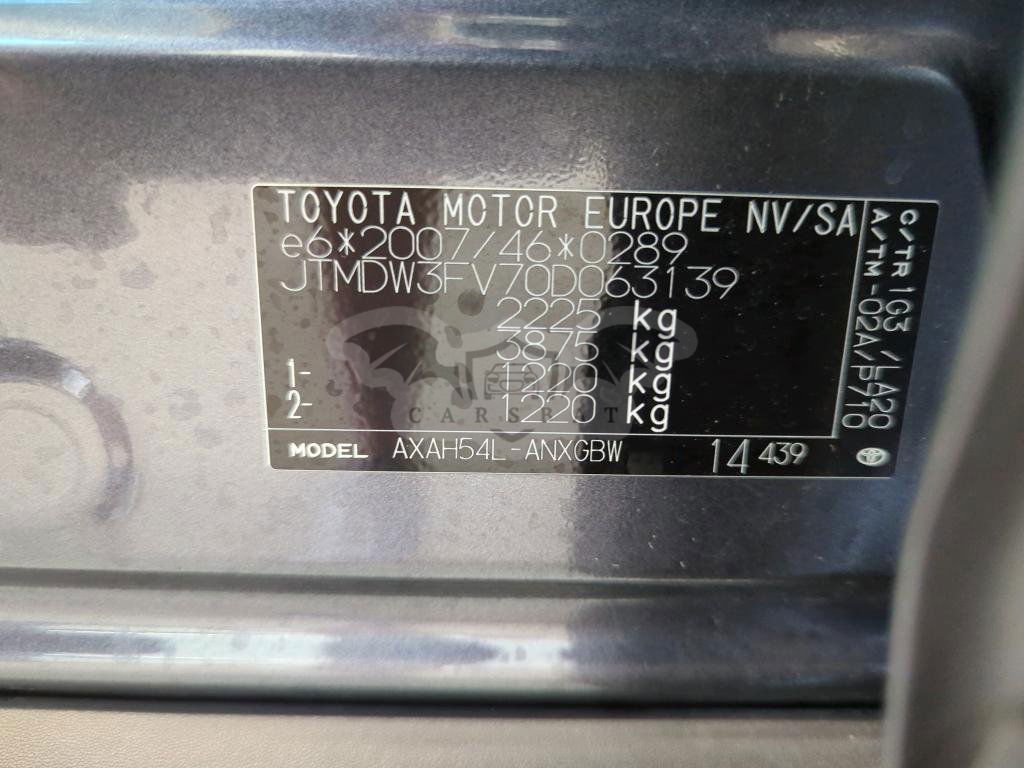 TOYOTA MOTOR EUROPE NV/SA
e6*2007/46*0289
JTMDW3FV70D063139
2225 kg
3875 kg
1- 1220 kg
2- 1220 kg
CARSBAT
MODEL AXAH54L-ANXGBW 14 439
C/TR 1G3 /LA20
A/TM-02A/P710